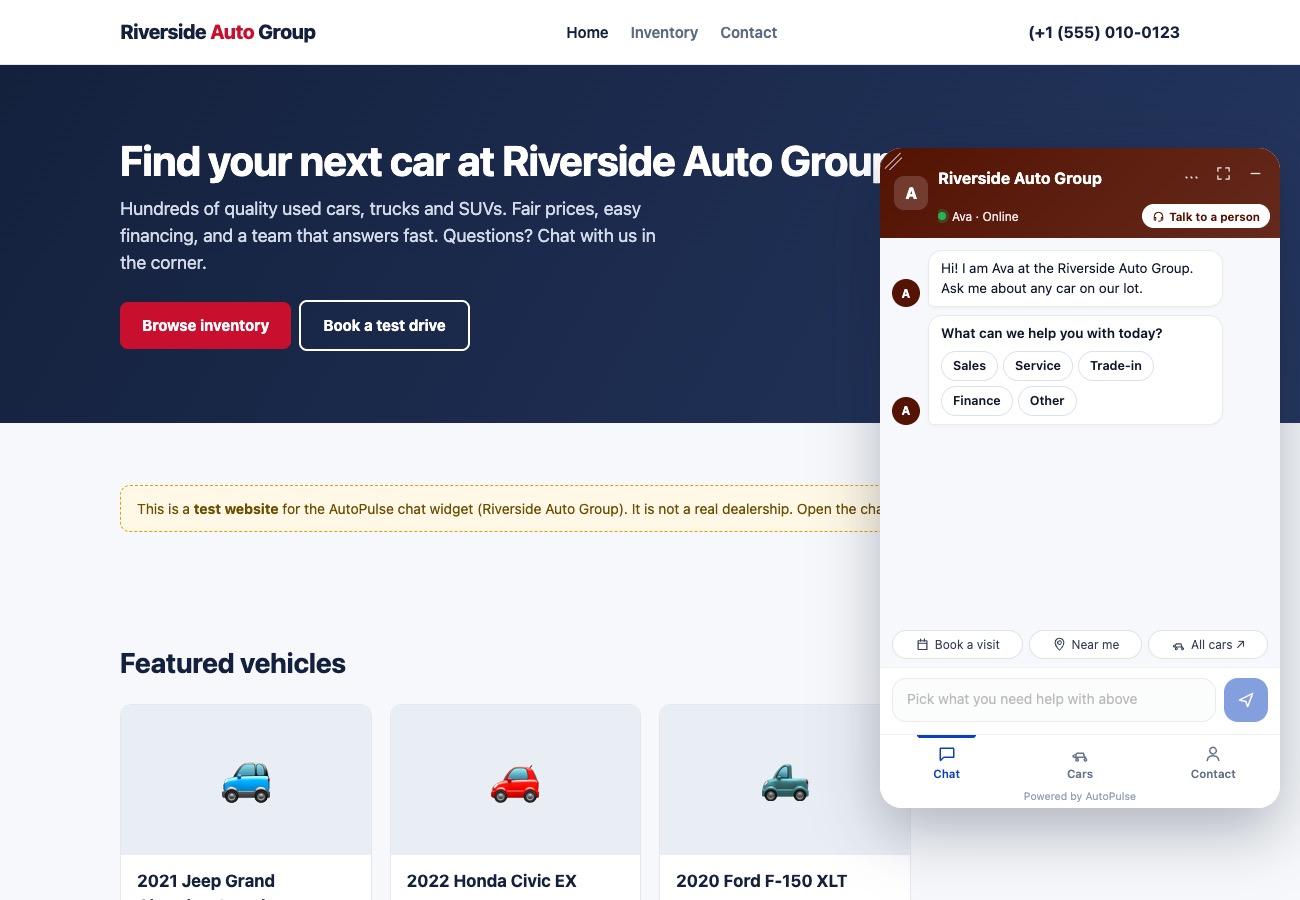 Riverside Auto Group
Home
Inventory
Contact
(+1 (555) 010-0123
Find your next car at Riverside Auto Group
Hundreds of quality used cars, trucks and SUVs. Fair prices, easy
financing, and a team that answers fast. Questions? Chat with us in
the corner.
Browse inventory
Book a test drive
This is a test website for the AutoPulse chat widget (Riverside Auto Group). It is not a real dealership. Open the
Featured vehicles
2021 Jeep Grand
2022 Honda Civic EX
2020 Ford F-150 XLT
A
Riverside Auto Group
...
Ava · Online
Talk to a person
Hi! I am Ava at the Riverside Auto Group.
Ask me about any car on our lot.
A
What can we help you with today?
Sales
Service
Trade-in
Finance
Other
A
Book a visit
Near me
All cars ↗
Pick what you need help with above
Chat
Cars
Contact
Powered by AutoPulse